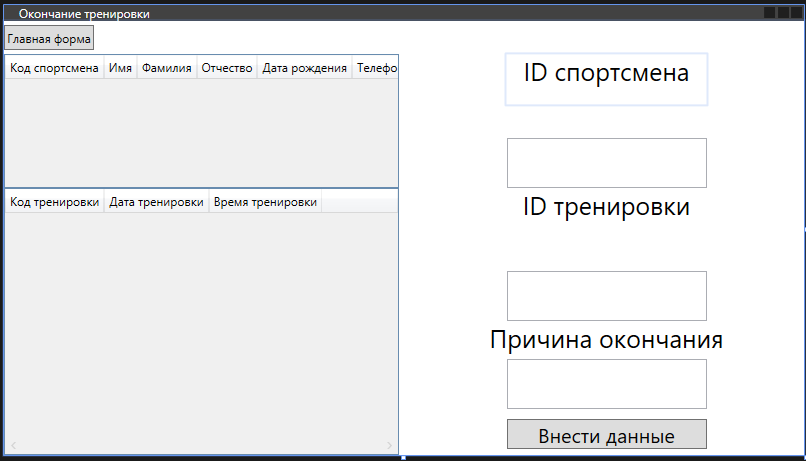 Окончание тренировки
Главная форма
Код спортсмена Имя Фамилия Отчество Дата рождения Телефо
Код тренировки Дата тренировки Время тренировки
ID спортсмена
ID тренировки
Причина окончания
Внести данные